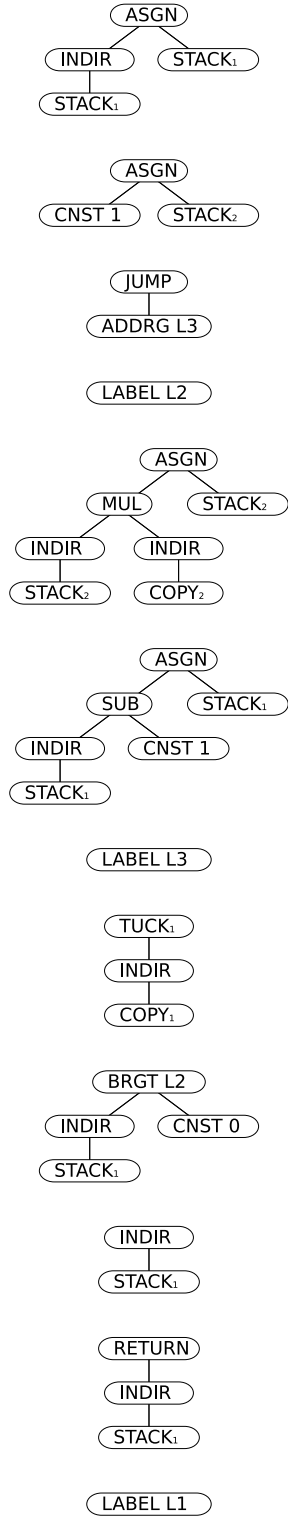 ASGN
INDIR STACK₁
STACK₁
ASGN
CNST 1 STACK₂
JUMP
ADDRG L3
LABEL L2
ASGN
MUL STACK₂
INDIR INDIR
STACK₂ COPY₂
ASGN
SUB STACK₁
INDIR CNST 1
STACK₁
LABEL L3
TUCK₁
INDIR
COPY₁
BRGT L2
INDIR CNST 0
STACK₁
INDIR
STACK₁
RETURN
INDIR
STACK₁
LABEL L1